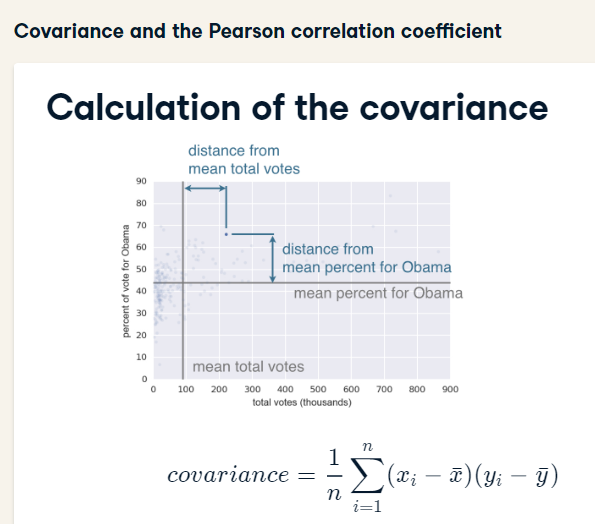 Covariance and the Pearson correlation coefficient
Calculation of the covariance
distance from
mean total votes
90
80
70
60
50
40
30
20
10
0
percent of vote for Obama
distance from
mean percent for Obama
mean percent for Obama
mean total votes
0 100 200 300 400 500 600 700 800 900
total votes (thousands)
covariance = \frac{1}{n} \sum_{i=1}^{n} (x_i − x̄)(y_i − ȳ)